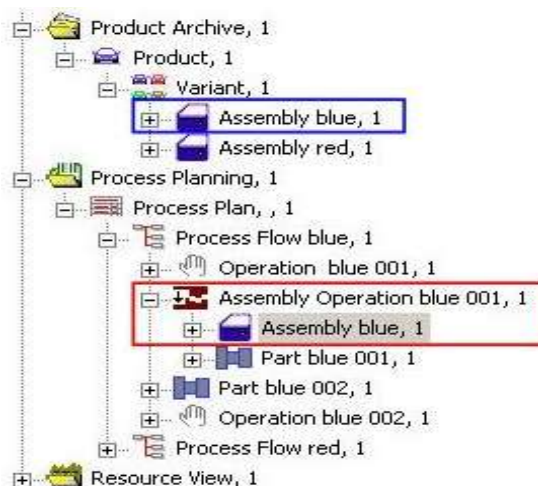 Product Archive, 1
Product, 1
Variant, 1
Assembly blue, 1
Assembly red, 1
Process Planning, 1
Process Plan, , 1
Process Flow blue, 1
Operation  blue 001, 1
Assembly Operation blue 001, 1
Assembly blue, 1
Part blue 001, 1
Part blue 002, 1
Operation blue 002, 1
Process Flow red, 1
Resource View, 1